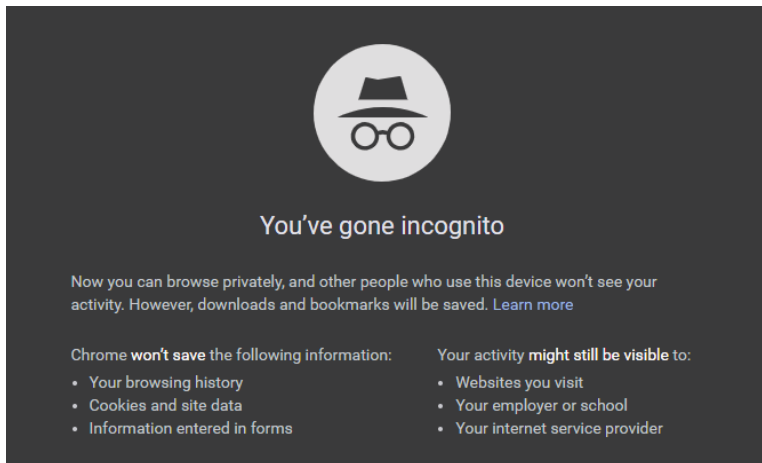 You've gone incognito
Now you can browse privately, and other people who use this device won't see your
activity. However, downloads and bookmarks will be saved. Learn more
Chrome won't save the following information:
• Your browsing history
• Cookies and site data
• Information entered in forms
Your activity might still be visible to:
• Websites you visit
• Your employer or school
• Your internet service provider